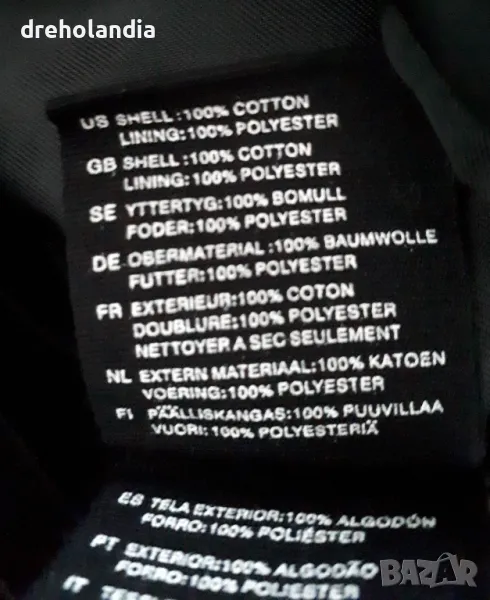 dreholandia
US SHELL:100% COTTON
LINING:100% POLYESTER
GB SHELL:100% COTTON
LINING:100% POLYESTER
SE YTTERTYG:100% BOMULL
FODER:100% POLYESTER
DE OBERMATERIAL:100% BAUMWOLLE
FUTTER:100% POLYESTER
FR EXTERIEUR:100% COTON
DOUBLURE:100% POLYESTER
NETTOYER A SEC SEULEMENT
NL EXTERN MATERIAAL:100% KATOEN
VOERING:100% POLYESTER
FI PÄÄLLISKANGAS:100% PUUVILLAA
VUORI:100% POLYESTERIÄ
ES TELA EXTERIOR:100% ALGODÓN
FORRO:100% POLIÉSTER
PT EXTERIOR:100% ALGODÃO
FORRO:100% POLIESTER
IT
BAZAR